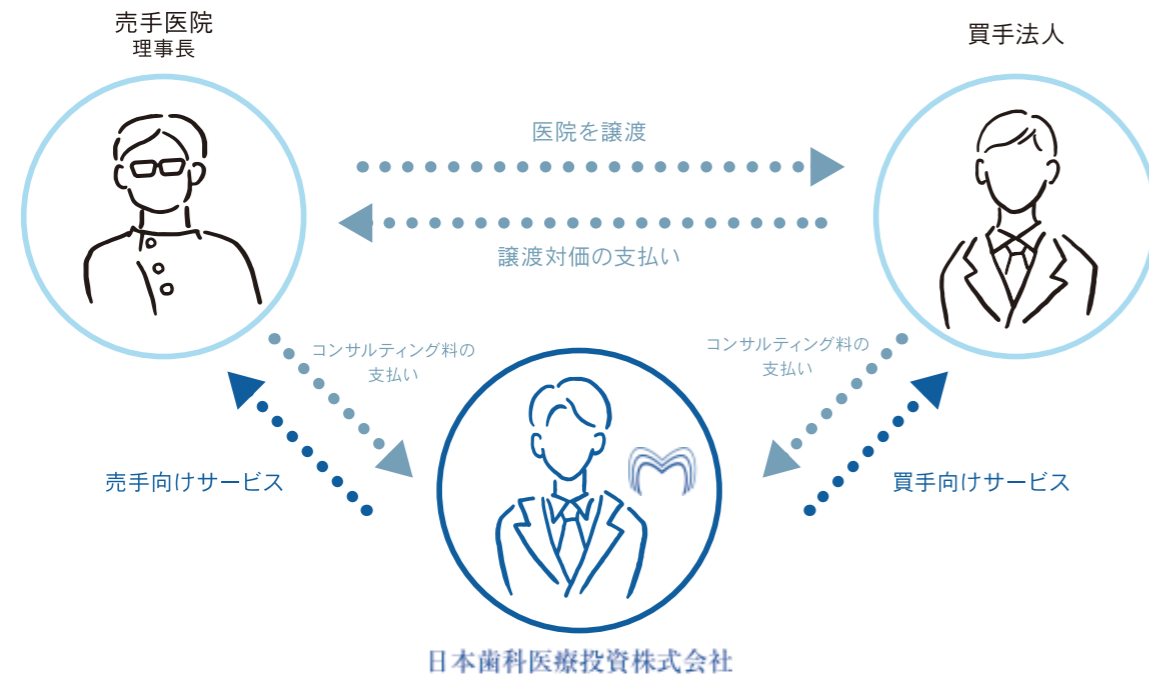 売手医院
理事長
買手法人
医院を譲渡
譲渡対価の支払い
コンサルティング料の
支払い
コンサルティング料の
支払い
売手向けサービス
買手向けサービス
日本歯科医療投資株式会社